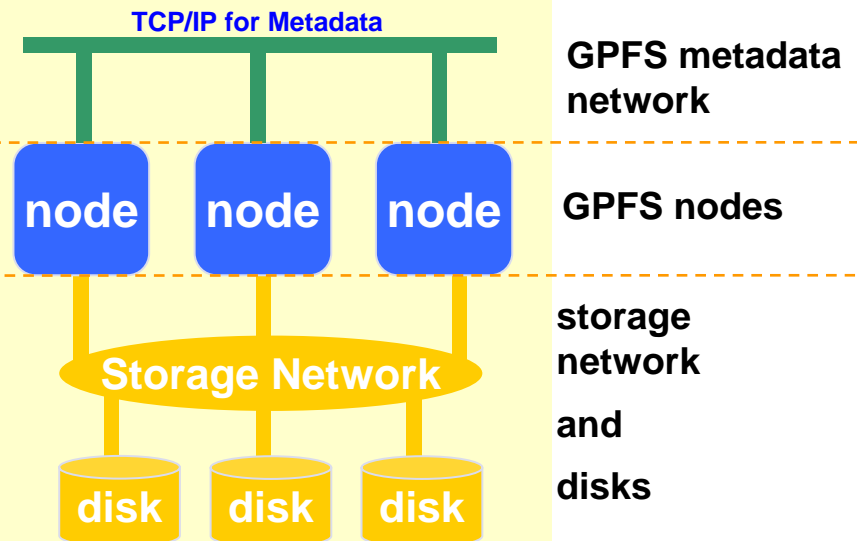 TCP/IP for Metadata
GPFS metadata
network
node node node
GPFS nodes
storage
network
Storage Network
and
disks
disk disk disk